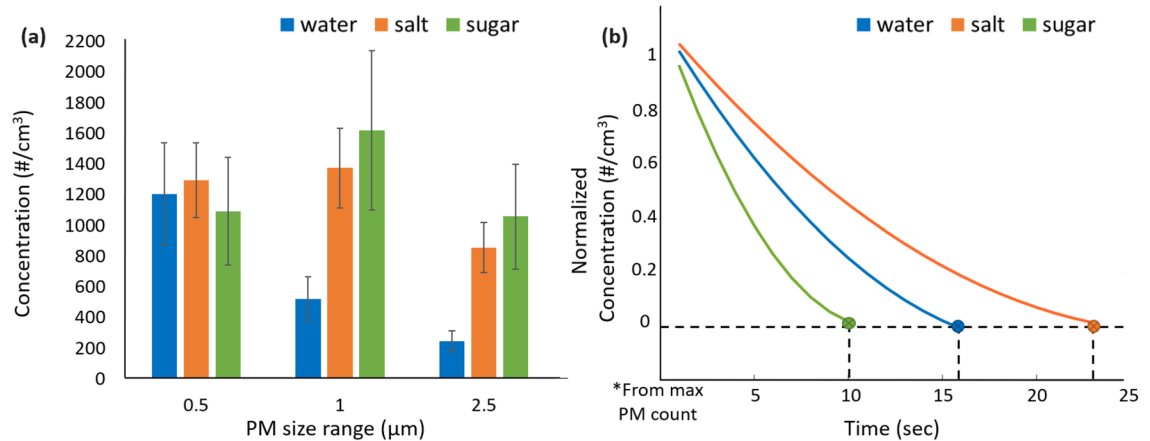 (a)
water salt sugar
2200
2000
1800
1600
1400
1200
1000
800
600
400
200
0
Concentration (#/cm³)
0.5 1 2.5
PM size range (µm)
(b)
water salt sugar
1
0.8
0.6
0.4
0.2
0
Normalized
Concentration (#/cm³)
*From max
PM count
5 10 15 20 25
Time (sec)